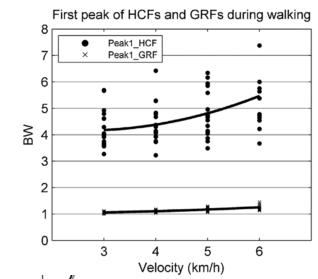 First peak of HCFs and GRFs during walking
8
Peak1_HCF
7
Peak1_GRF
6
5
4
BW
3
2
1
0
3 4 5 6
Velocity (km/h)